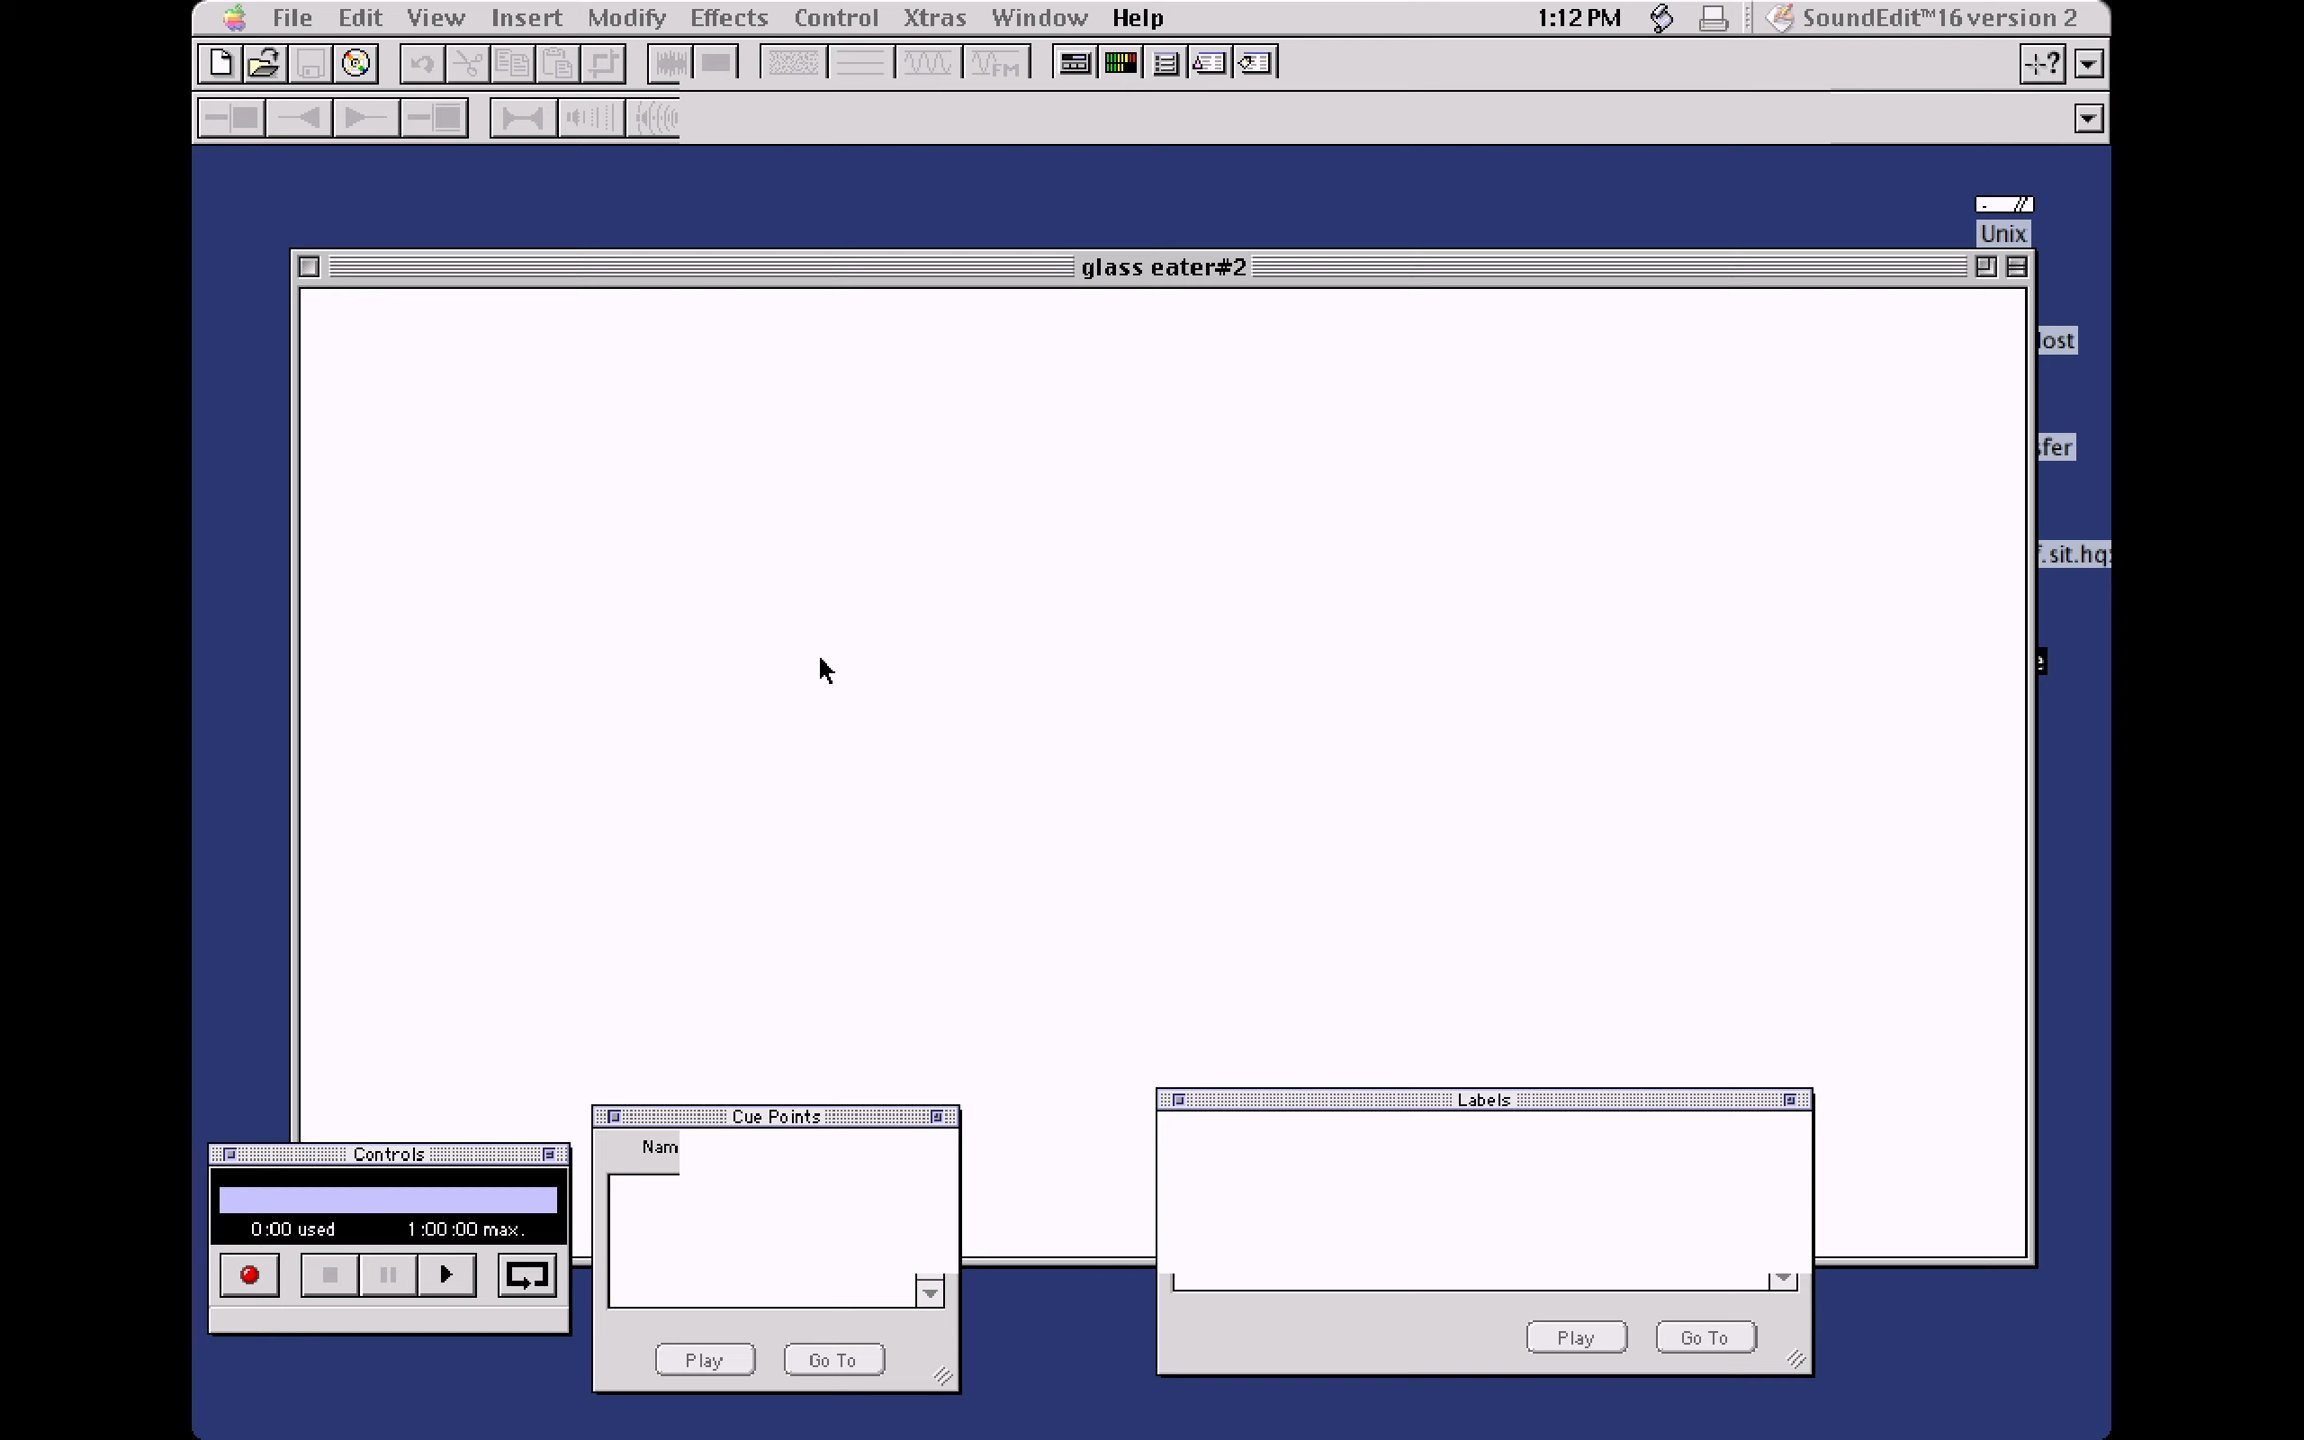 File Edit View Insert Modify Effects Control Xtras Window Help 1:12 PM SoundEdit™16 version 2
FM
?
Unix
glass eater#2
lost
sfer
f.sit.hq
Labels
Cue Points
Nam
Controls
0:00 used 1:00:00 max.
Play Go To
Play Go To